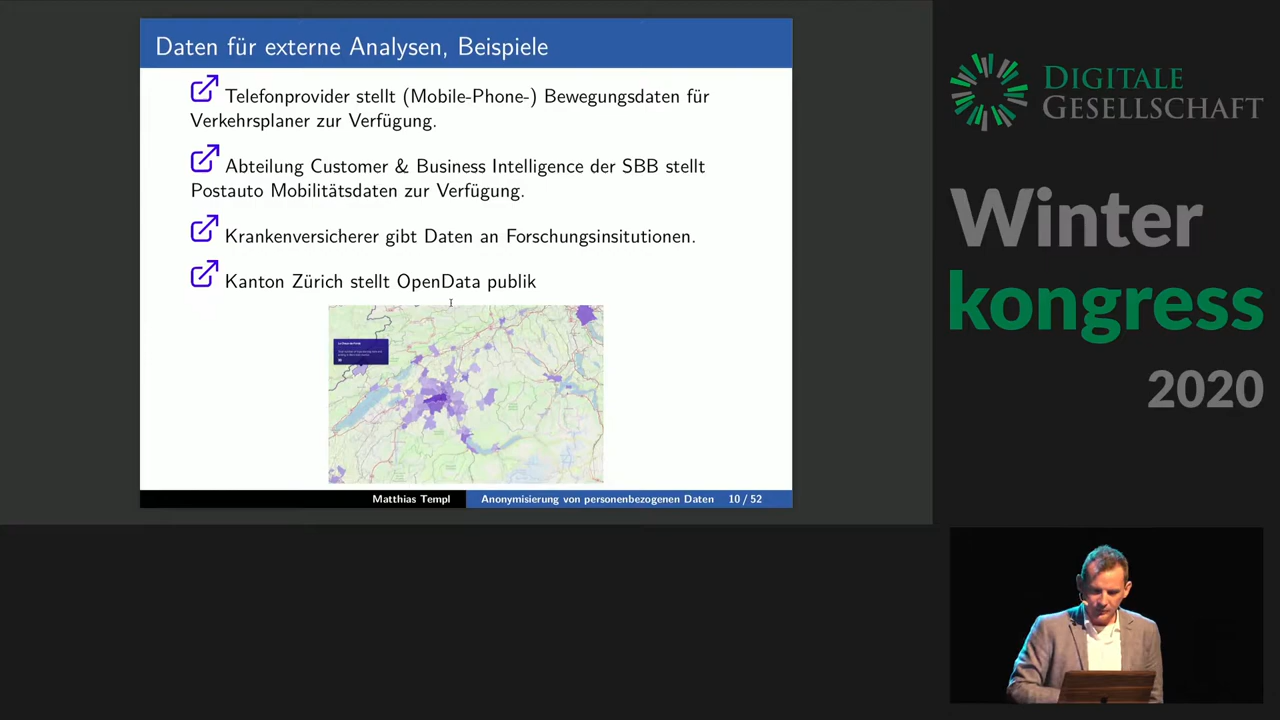 Daten für externe Analysen, Beispiele
Telefonprovider stellt (Mobile-Phone-) Bewegungsdaten für
Verkehrsplaner zur Verfügung.
Abteilung Customer & Business Intelligence der SBB stellt
Postauto Mobilitätsdaten zur Verfügung.
Krankenversicherer gibt Daten an Forschungsinsitutionen.
Kanton Zürich stellt OpenData publik
Matthias Templ
Anonymisierung von personenbezogenen Daten 10 / 52
DIGITALE
GESELLSCHAFT
Winter
kongress
2020